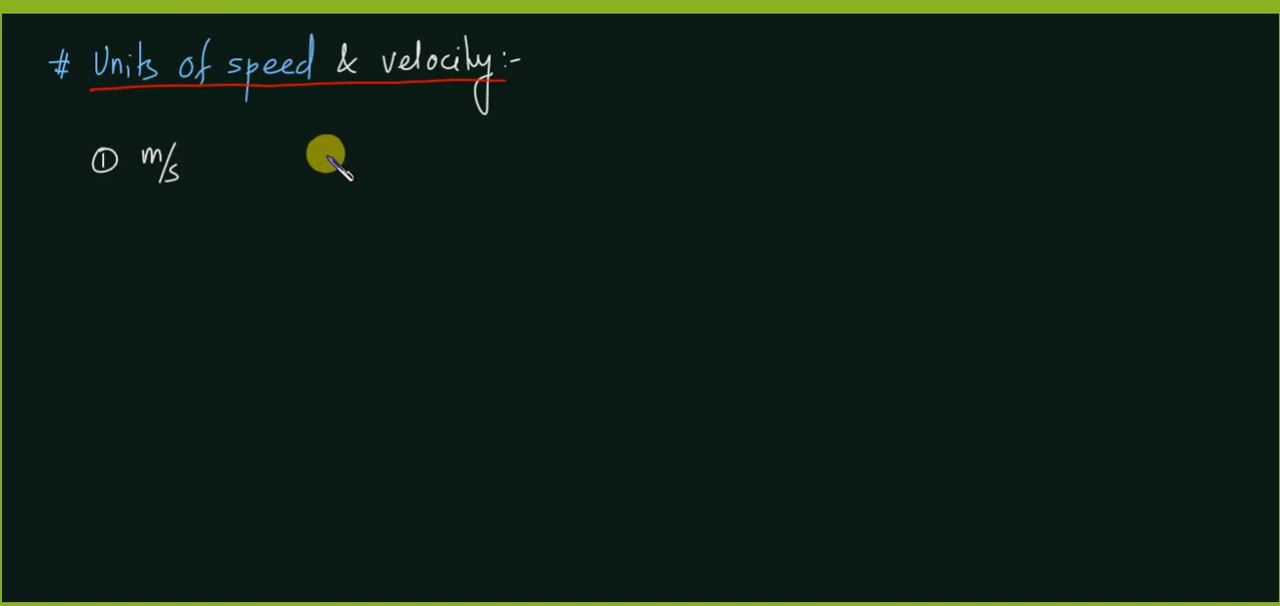 # Units of speed & velocity:-
① m/s